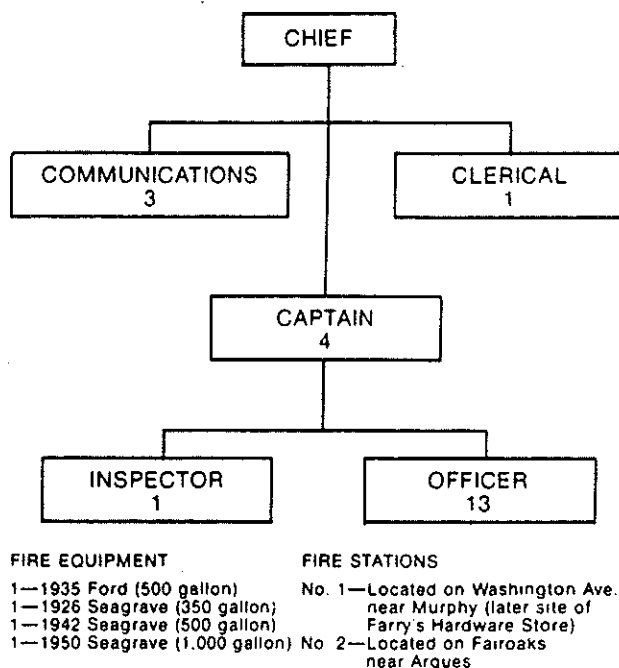 CHIEF
COMMUNICATIONS
3
CLERICAL
1
CAPTAIN
4
INSPECTOR
1
OFFICER
13
FIRE EQUIPMENT
1—1935 Ford (500 gallon)
1—1926 Seagrave (350 gallon)
1—1942 Seagrave (500 gallon)
1—1950 Seagrave (1,000 gallon)
FIRE STATIONS
No. 1—Located on Washington Ave.
near Murphy (later site of
Farry's Hardware Store)
No 2—Located on Fairoaks
near Arques